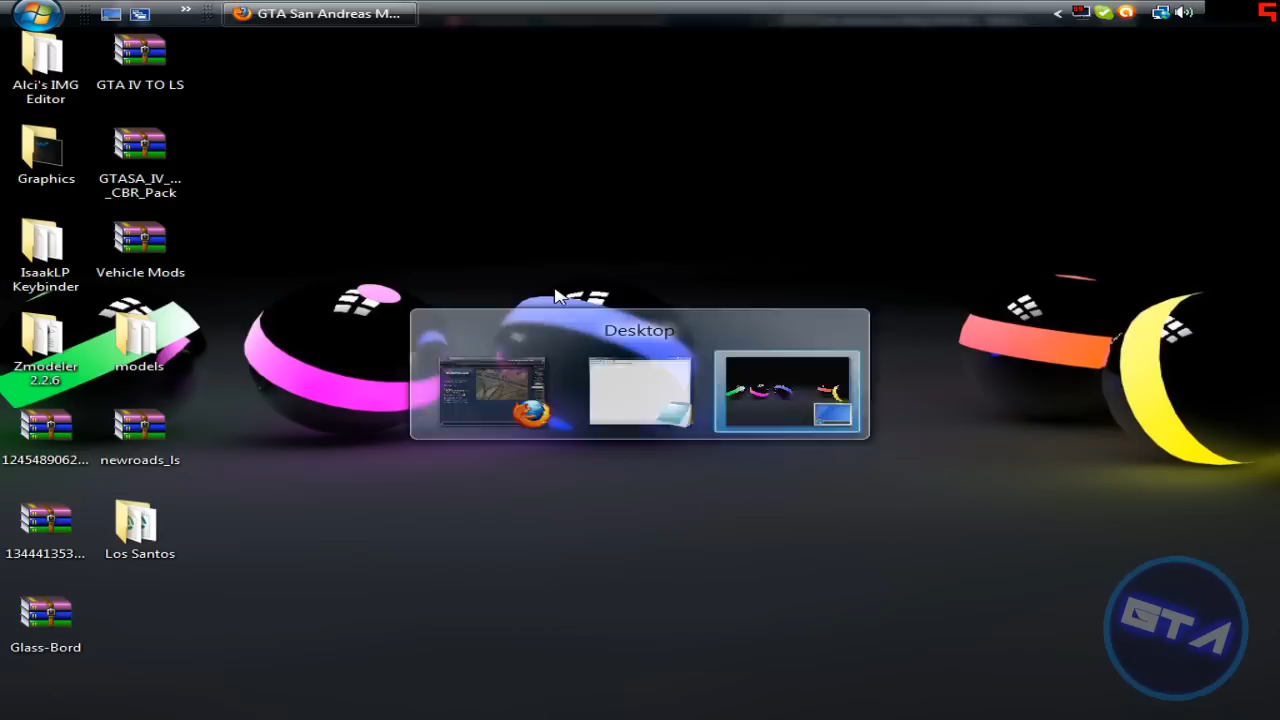 GTA San Andreas M...
Alci's IMG
Editor
GTA IV TO LS
Graphics
GTASA_IV_...
_CBR_Pack
IsaakLP
Keybinder
Vehicle Mods
Desktop
Zmodeler
2.2.6
models
1245489062...
newroads_ls
134441353...
Los Santos
Glass-Bord
GTA